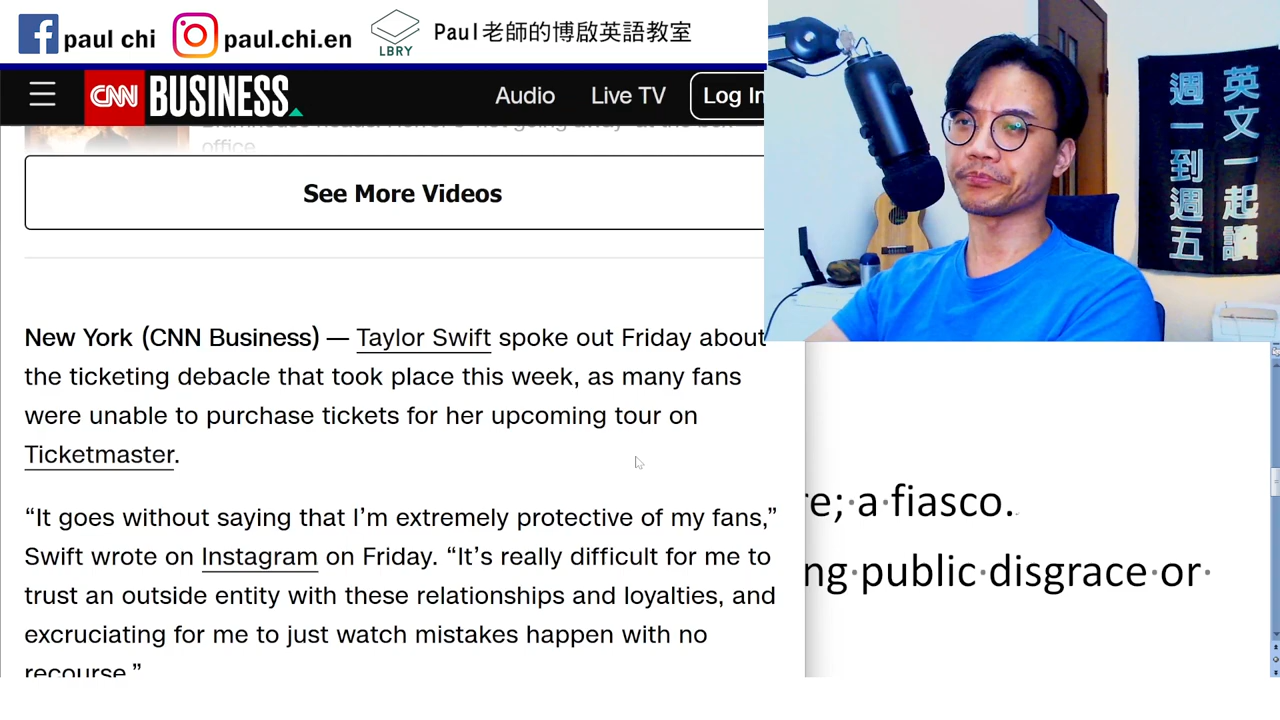 paul chi
paul.chi.en
LBRY
Paul老師的博啟英語教室
CNN BUSINESS
Audio
Live TV
Log In
office
See More Videos
New York (CNN Business) — Taylor Swift spoke out Friday about
the ticketing debacle that took place this week, as many fans
were unable to purchase tickets for her upcoming tour on
Ticketmaster.
“It goes without saying that I’m extremely protective of my fans,”
Swift wrote on Instagram on Friday. “It’s really difficult for me to
trust an outside entity with these relationships and loyalties, and
excruciating for me to just watch mistakes happen with no
recourse.”
re; a fiasco.
ng public disgrace or
英文一起讀
週一到週五